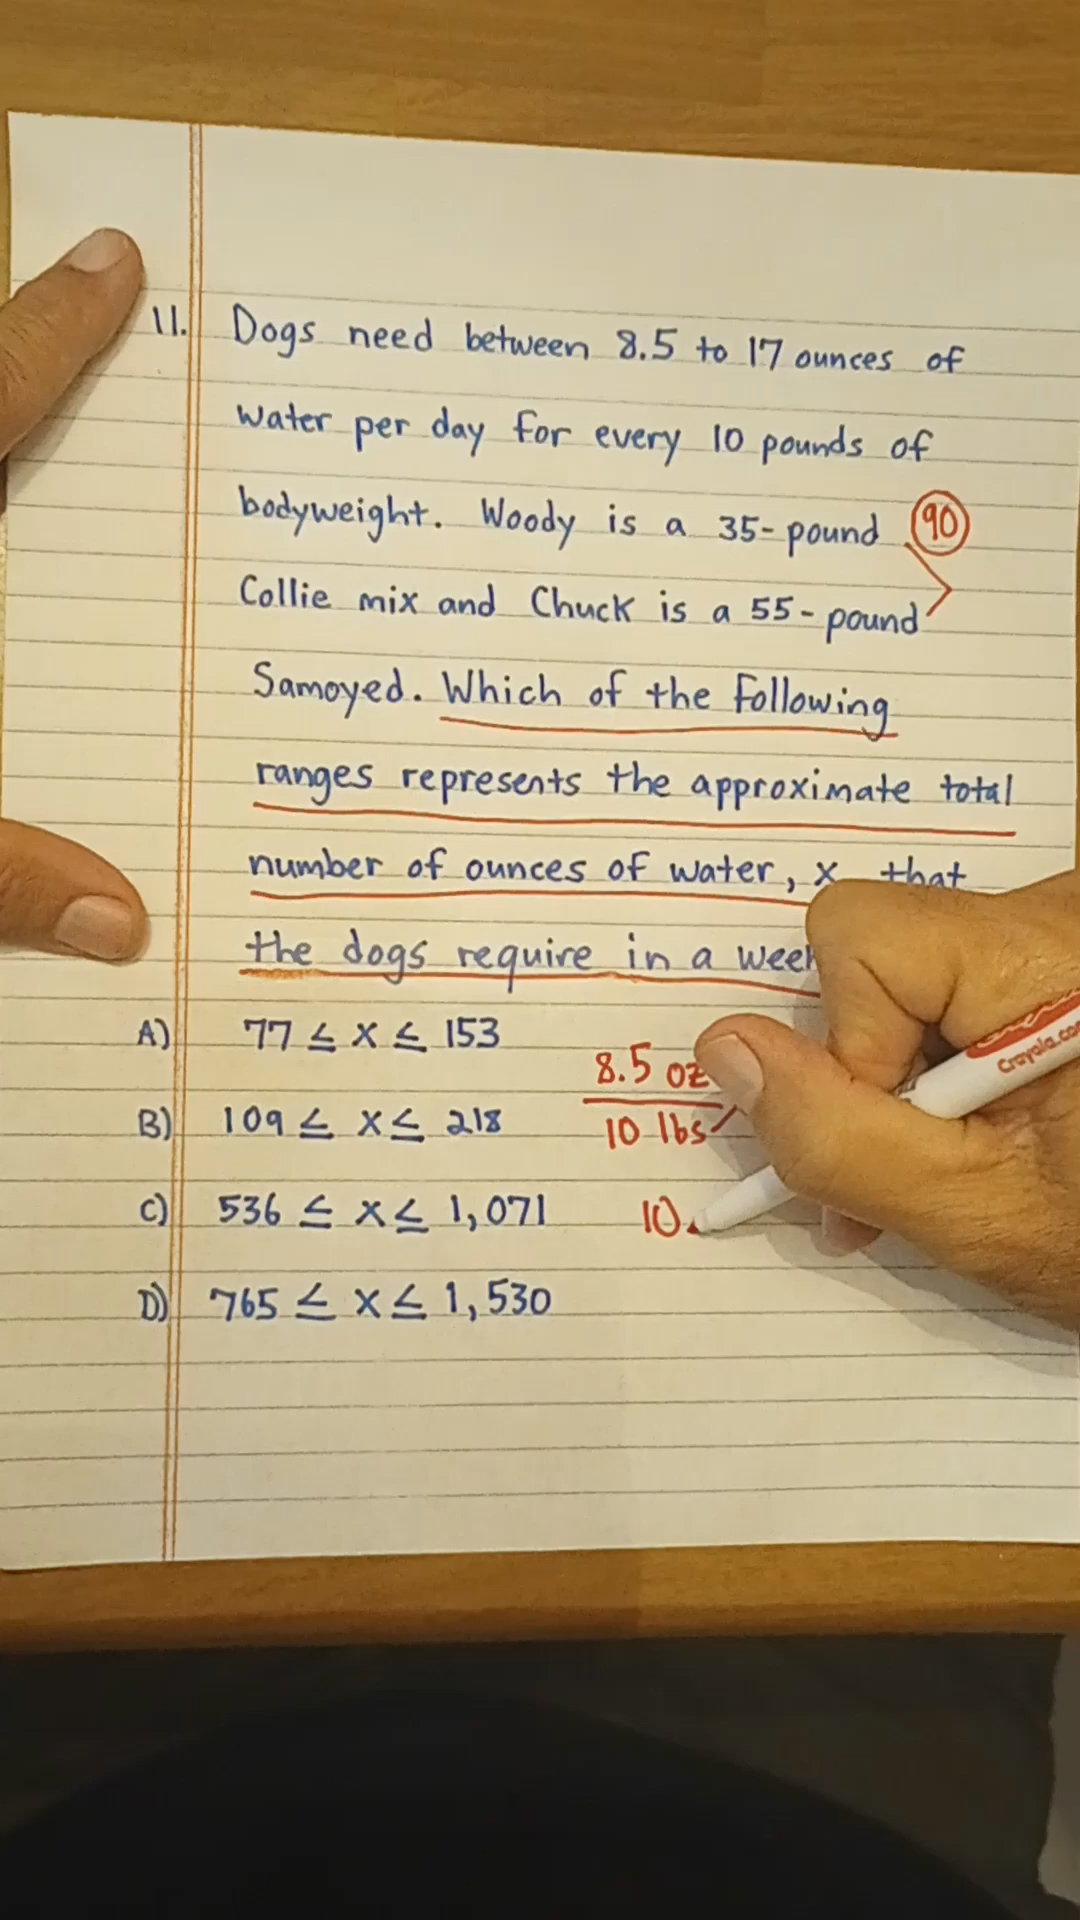 11. Dogs need between 8.5 to 17 ounces of
water per day for every 10 pounds of
bodyweight. Woody is a 35-pound 90
Collie mix and Chuck is a 55-pound
Samoyed. Which of the following
ranges represents the approximate total
number of ounces of water, x that
the dogs require in a
A) 77 ≤ x ≤ 153
8.5 oz
10 lbs
B) 109 ≤ x ≤ 218
C) 536 ≤ x ≤ 1,071
10
D) 765 ≤ x ≤ 1,530
Crayola.co